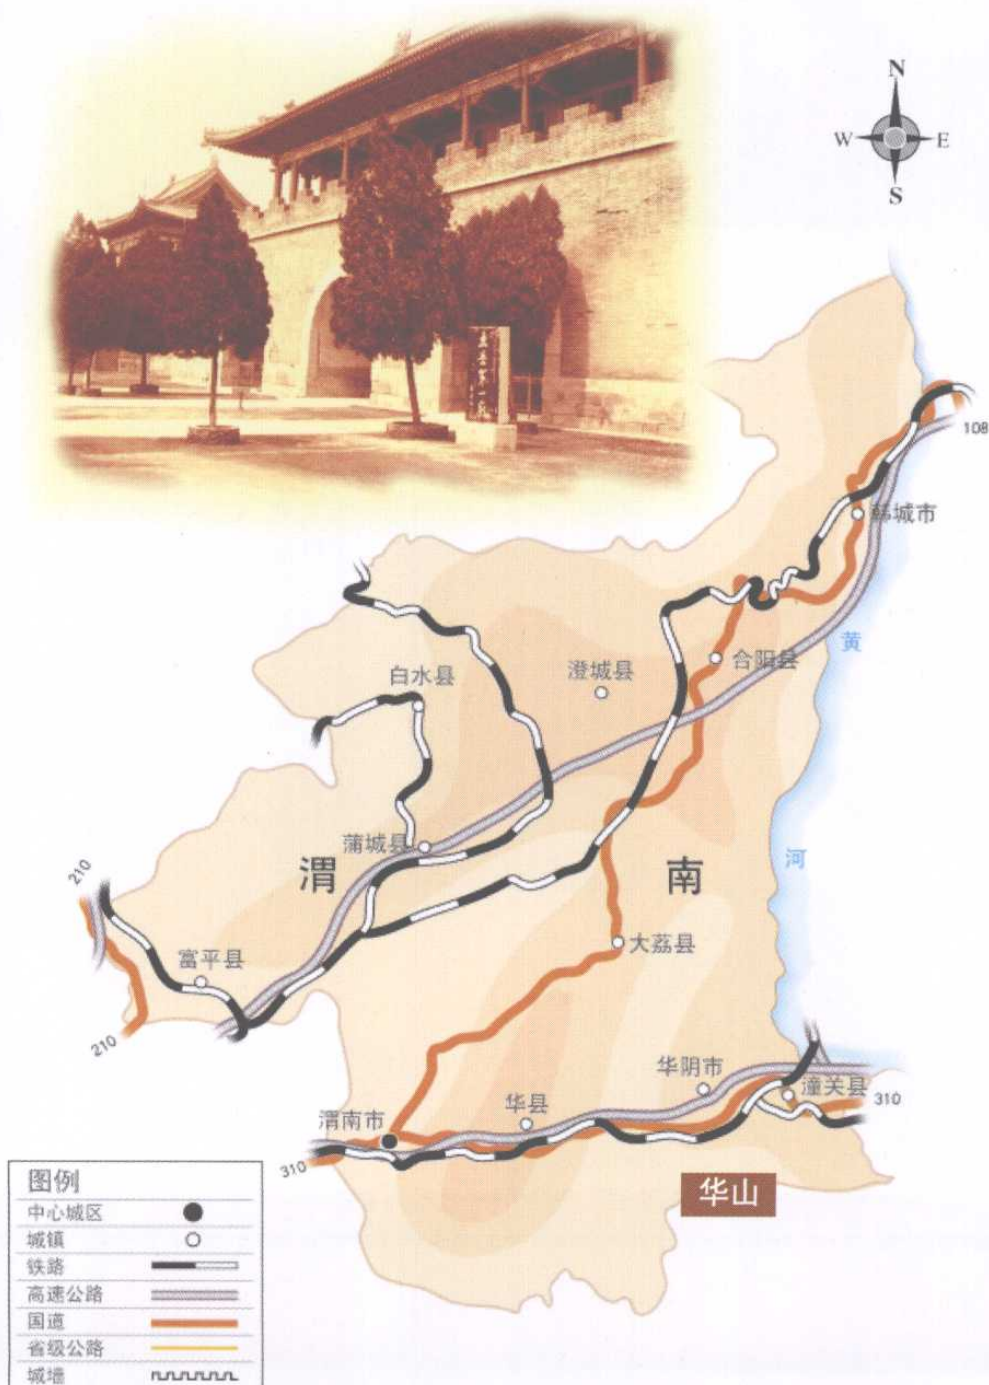 N
W
E
S
108
韩城市
黄
合阳县
澄城县
白水县
蒲城县
渭
南
河
210
大荔县
富平县
210
华阴市
潼关县
310
华县
渭南市
310
华山
图例
中心城区
城镇
铁路
高速公路
国道
省级公路
城墙